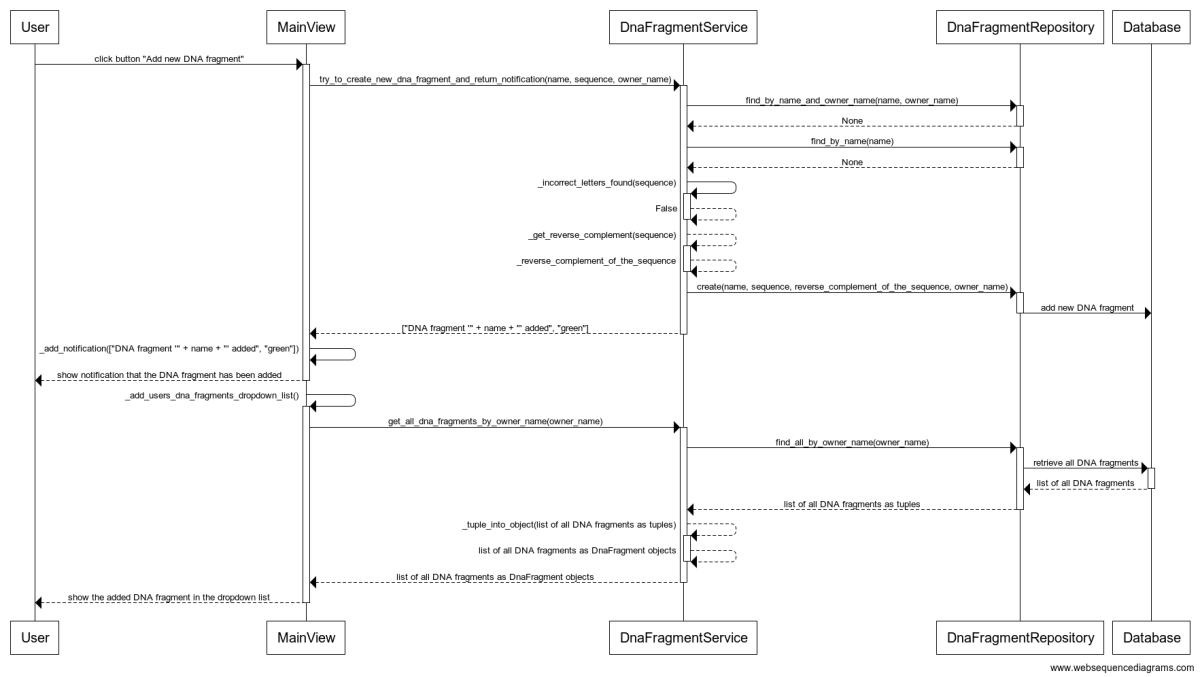 User MainView DnaFragmentService DnaFragmentRepository Database
click button "Add new DNA fragment"
try_to_create_new_dna_fragment_and_return_notification(name, sequence, owner_name)
find_by_name_and_owner_name(name, owner_name)
None
find_by_name(name)
None
_incorrect_letters_found(sequence)
False
_get_reverse_complement(sequence)
_reverse_complement_of_the_sequence
create(name, sequence, reverse_complement_of_the_sequence, owner_name)
add new DNA fragment
["DNA fragment '" + name + "' added", "green"]
_add_notification(["DNA fragment '" + name + "' added", "green"])
show notification that the DNA fragment has been added
_add_users_dna_fragments_dropdown_list()
get_all_dna_fragments_by_owner_name(owner_name)
find_all_by_owner_name(owner_name)
retrieve all DNA fragments
list of all DNA fragments
list of all DNA fragments as tuples
_tuple_into_object(list of all DNA fragments as tuples)
list of all DNA fragments as DnaFragment objects
list of all DNA fragments as DnaFragment objects
show the added DNA fragment in the dropdown list
User MainView DnaFragmentService DnaFragmentRepository Database
www.websequencediagrams.com